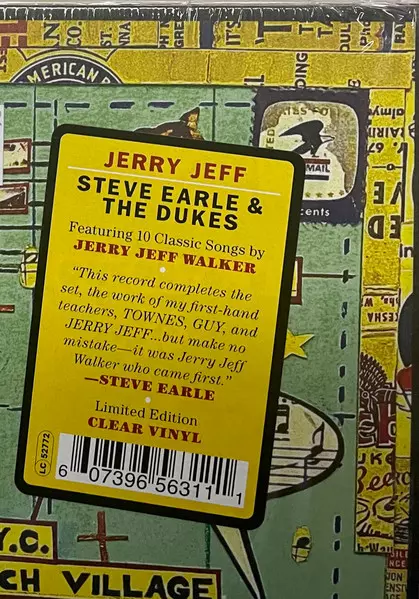 AMERICAN
MAIL
cents
JERRY JEFF
STEVE EARLE &
THE DUKES
Featuring 10 Classic Songs by
JERRY JEFF WALKER
"This record completes the
set, the work of my first-hand
teachers, TOWNES, GUY, and
JERRY JEFF...but make no
mistake—it was Jerry Jeff
Walker who came first."
—STEVE EARLE
Limited Edition
CLEAR VINYL
LC 52772
6 07396 56311 1
Y.C.
CH VILLAGE